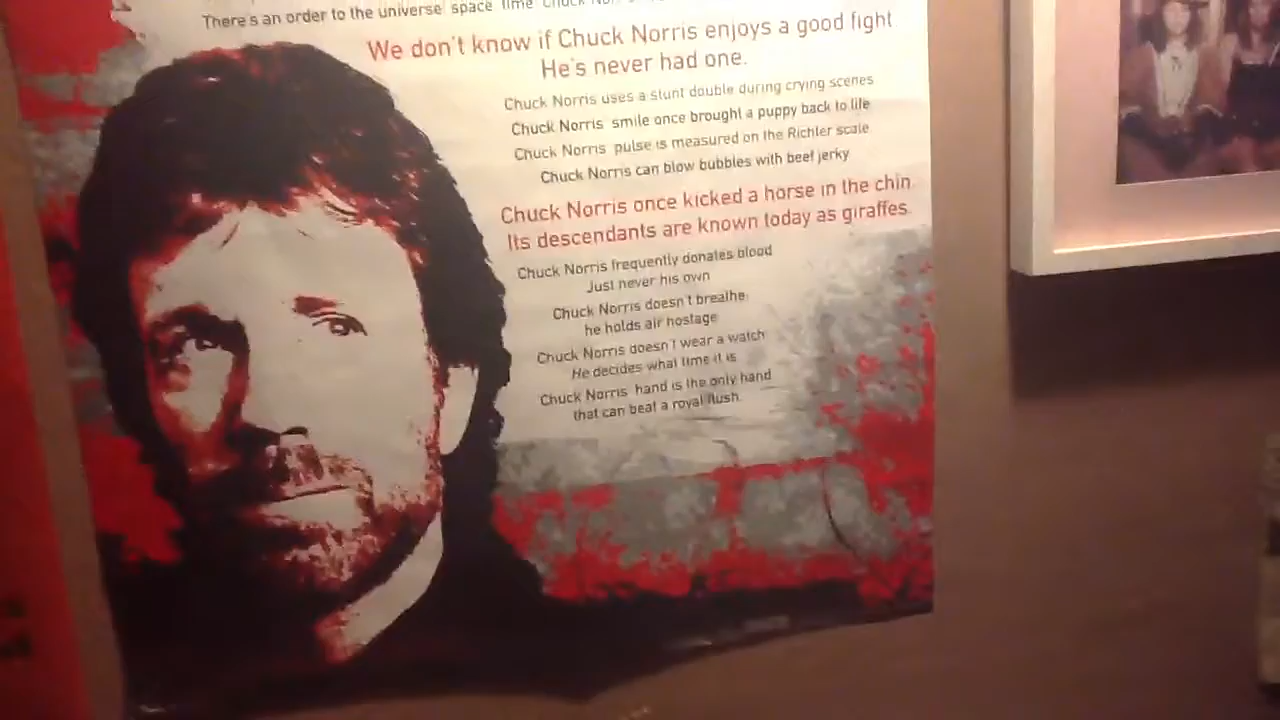 There's an order to the universe: space time Chuck Norris
We don't know if Chuck Norris enjoys a good fight.
He's never had one.
Chuck Norris uses a stunt double during crying scenes
Chuck Norris smile once brought a puppy back to life
Chuck Norris pulse is measured on the Richler scale
Chuck Norris can blow bubbles with beef jerky
Chuck Norris once kicked a horse in the chin.
Its descendants are known today as giraffes.
Chuck Norris frequently donates blood
Just never his own
Chuck Norris doesn't breathe
he holds air hostage
Chuck Norris doesn't wear a watch
He decides what time it is
Chuck Norris hand is the only hand
that can beat a royal flush.